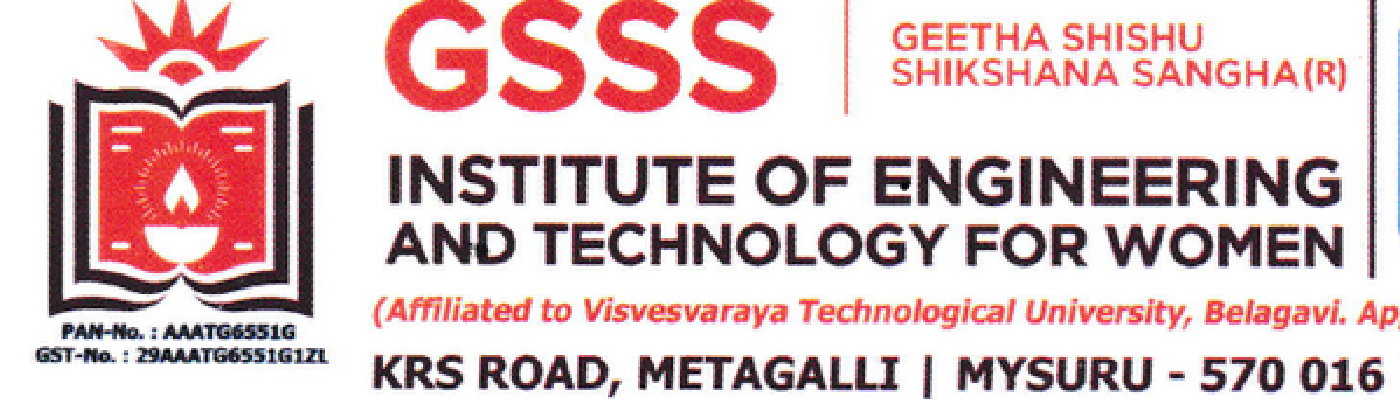 GSSS
GEETHA SHISHU
SHIKSHANA SANGHA(R)
INSTITUTE OF ENGINEERING
AND TECHNOLOGY FOR WOMEN
(Affiliated to Visvesvaraya Technological University, Belagavi.
KRS ROAD, METAGALLI | MYSURU - 570 016
PAN-No. : AAATG6551G
GST-No. : 29AAATG6551G1ZL